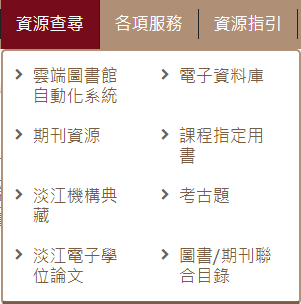 資源查尋 各項服務 資源指引
雲端圖書館 電子資料庫
自動化系統
期刊資源 課程指定用
書
淡江機構典 考古題
藏
淡江電子學 圖書/期刊聯
位論文 合目錄